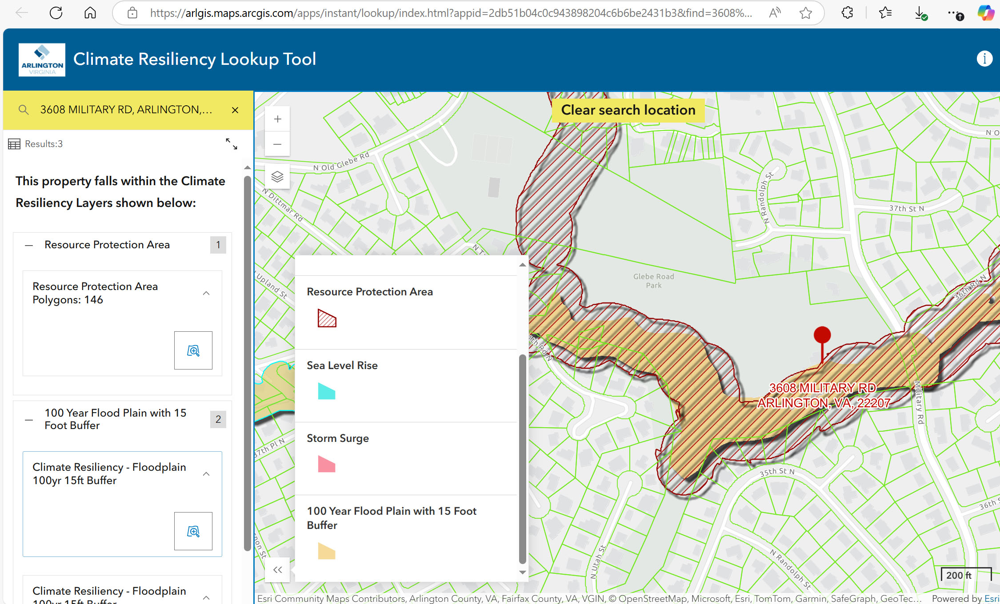 https://arlgis.maps.arcgis.com/apps/instant/lookup/index.html?appid=2db51b04c0c943898204c6b6be2431b3&find=3608%...
ARLINGTON
VIRGINIA
Climate Resiliency Lookup Tool
3608 MILITARY RD, ARLINGTON,...
Clear search location
Results:3
This property falls within the Climate
Resiliency Layers shown below:
Resource Protection Area
1
Resource Protection Area
Polygons: 146
100 Year Flood Plain with 15
Foot Buffer
2
Climate Resiliency - Floodplain
100yr 15ft Buffer
Climate Resiliency - Floodplain
100yr 15ft Buffer
Resource Protection Area
Sea Level Rise
Storm Surge
100 Year Flood Plain with 15 Foot
Buffer
N Old Glebe Rd
N Dittmar Rd
Upland St
37th Pl N
N Randolph St
37th St N
Glebe Road
Park
36th Rd N
7th Rd N
3608 MILITARY RD
ARLINGTON, VA, 22207
Military Rd
35th St N
36th S
N Utah St
N Randolph St
200 ft
Esri Community Maps Contributors, Arlington County, VA, Fairfax County, VA, VGIN, © OpenStreetMap, Microsoft, Esri, TomTom, Garmin, SafeGraph, GeoTec...
Powered by Esri